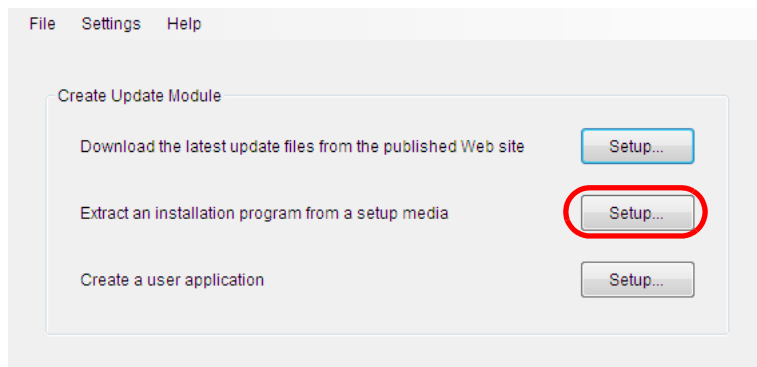 File Settings Help
Create Update Module
Download the latest update files from the published Web site Setup...
Extract an installation program from a setup media Setup...
Create a user application Setup...